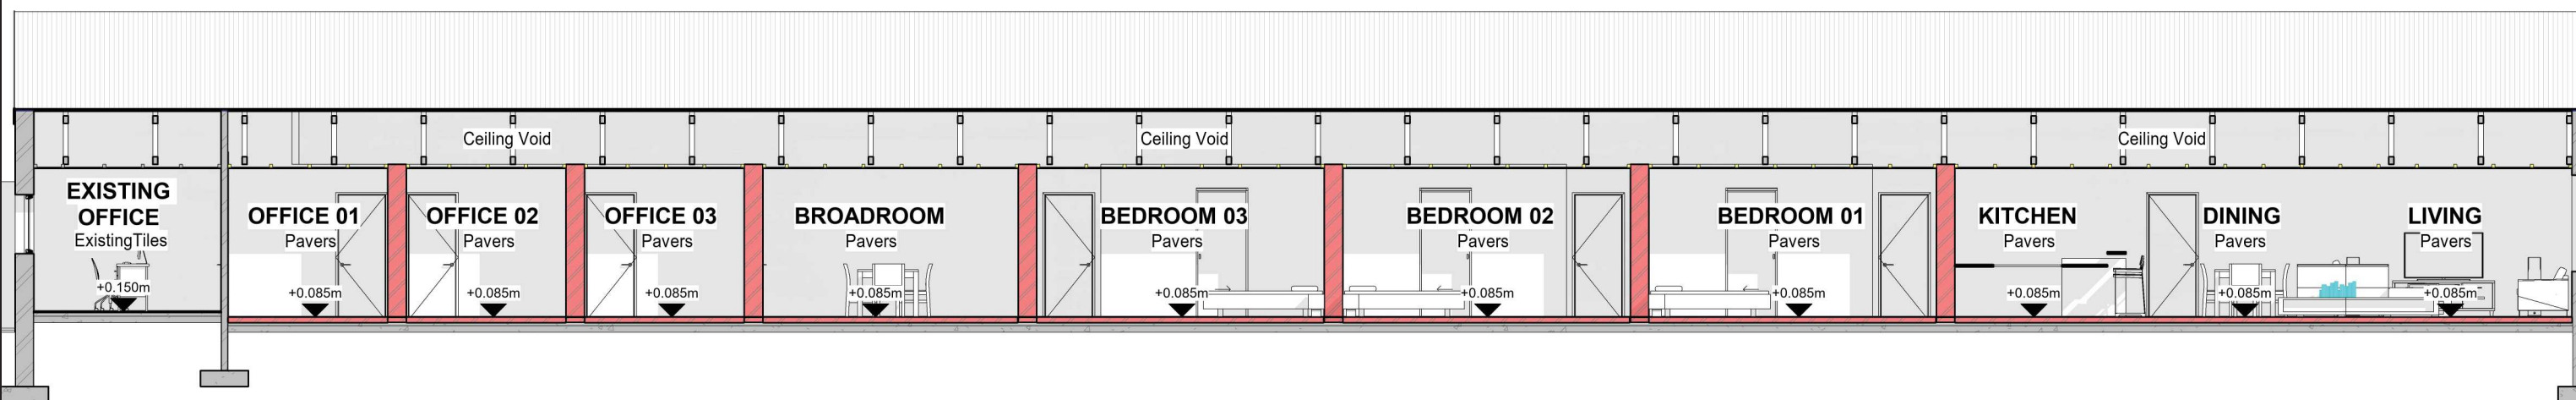 Ceiling Void
Ceiling Void
Ceiling Void
EXISTING
OFFICE
ExistingTiles
+0.150m
OFFICE 01
Pavers
+0.085m
OFFICE 02
Pavers
+0.085m
OFFICE 03
Pavers
+0.085m
BROADROOM
Pavers
+0.085m
BEDROOM 03
Pavers
+0.085m
BEDROOM 02
Pavers
+0.085m
BEDROOM 01
Pavers
+0.085m
KITCHEN
Pavers
+0.085m
DINING
Pavers
+0.085m
LIVING
Pavers
+0.085m